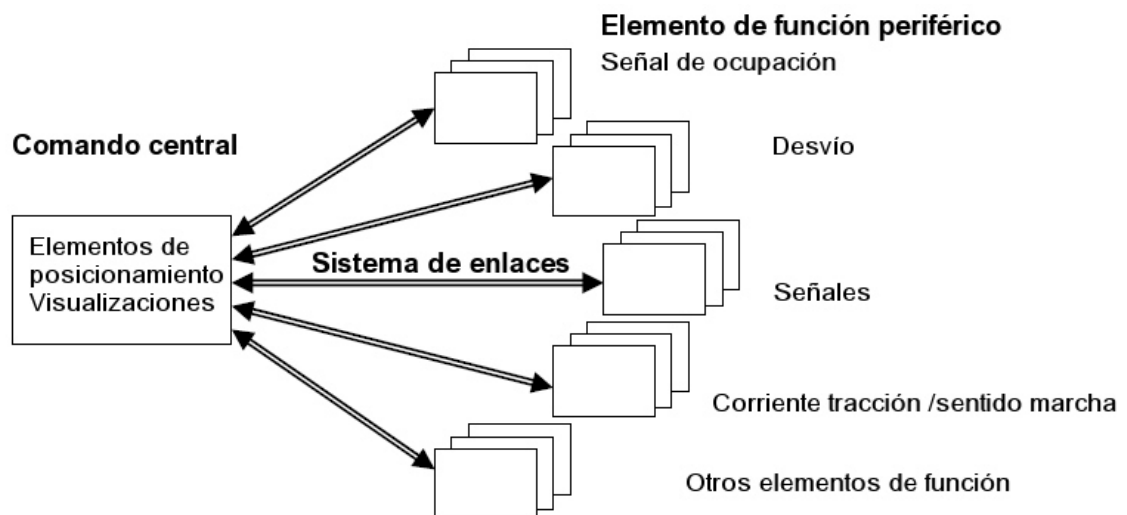 Elemento de función periférico
Señal de ocupación
Comando central
Desvío
Elementos de
posicionamiento
Visualizaciones
Sistema de enlaces
Señales
Corriente tracción /sentido marcha
Otros elementos de función